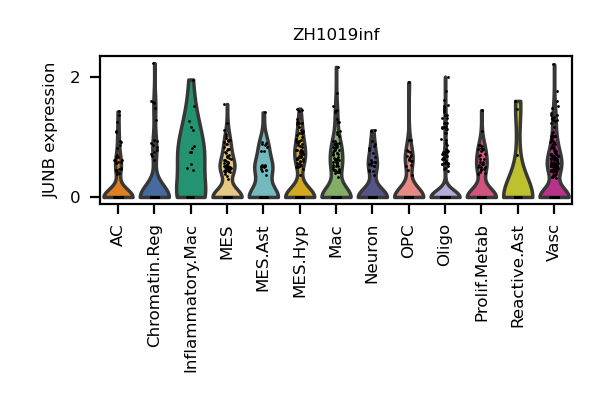 ZH1019inf
JUNB expression
2
0
AC
Chromatin.Reg
Inflammatory.Mac
MES
MES.Ast
MES.Hyp
Mac
Neuron
OPC
Oligo
Prolif.Metab
Reactive.Ast
Vasc